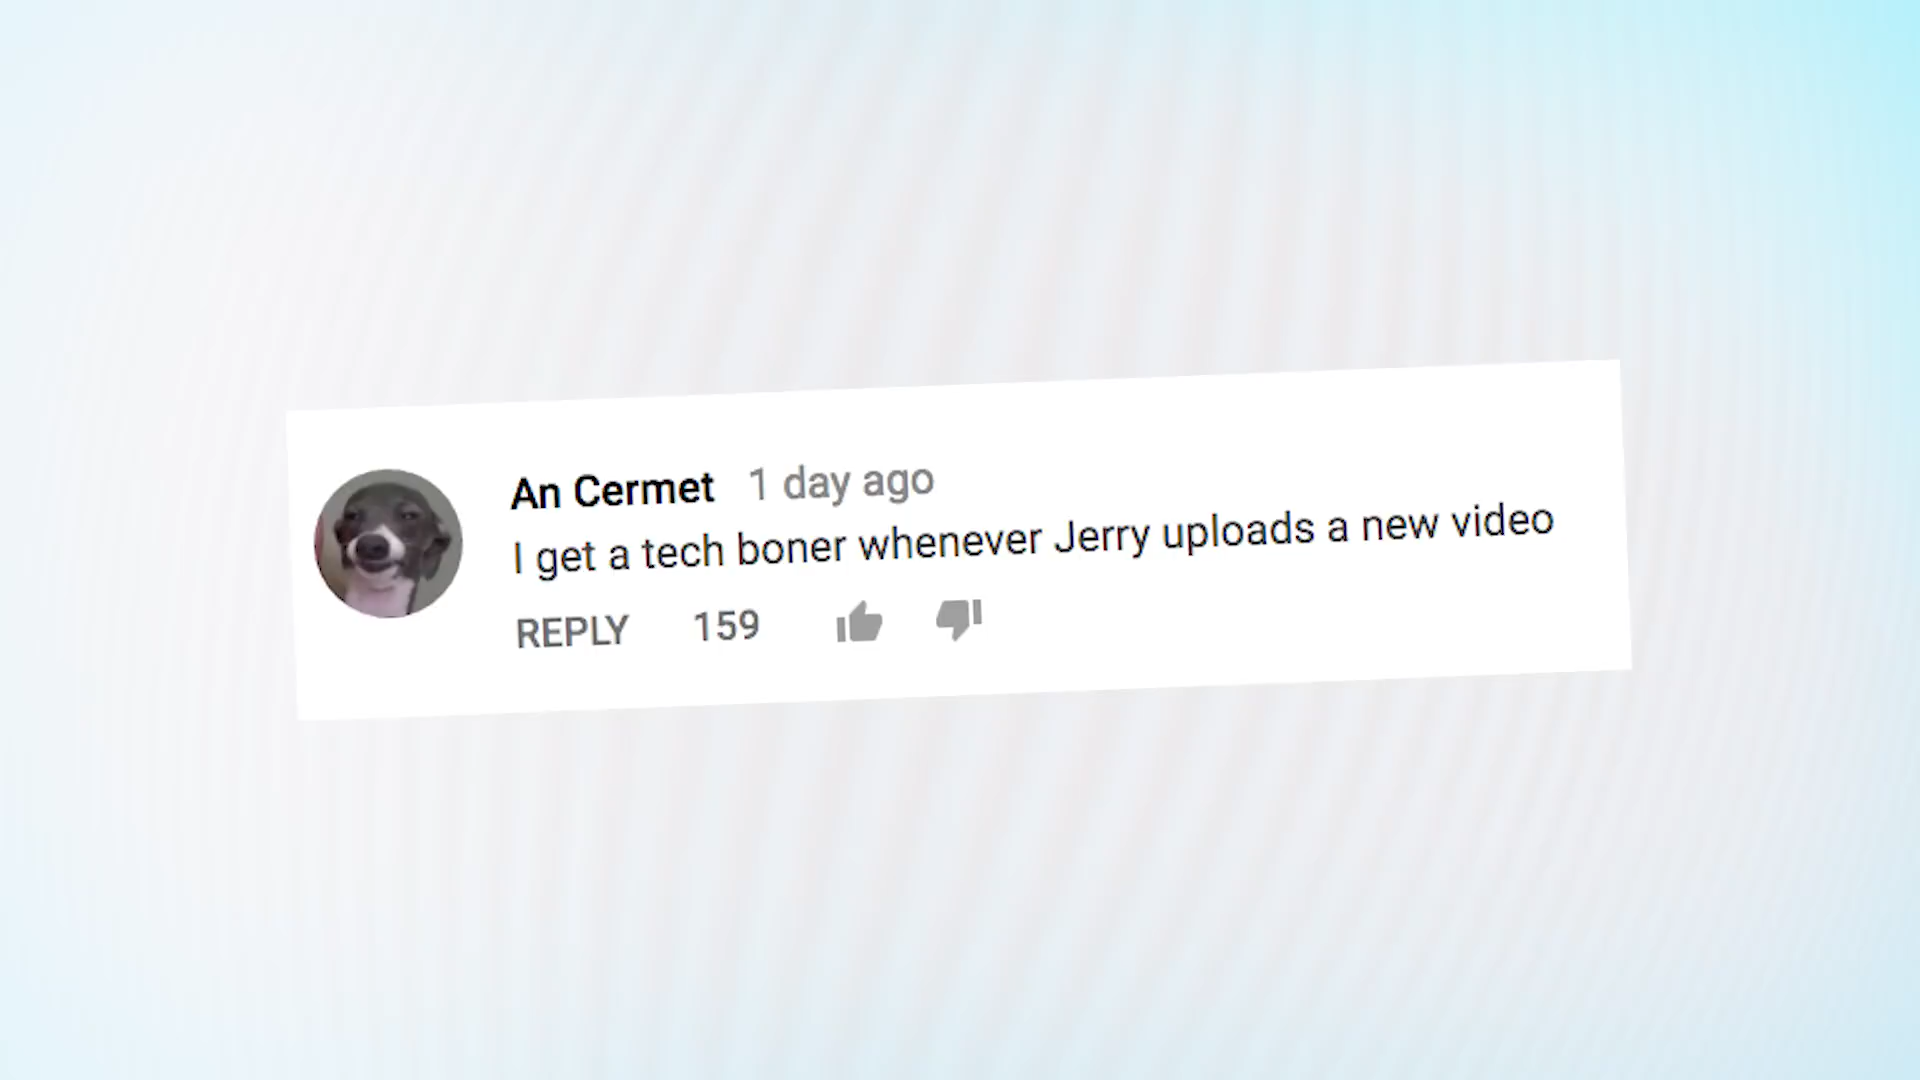 An Cermet 1 day ago
I get a tech boner whenever Jerry uploads a new video
REPLY 159